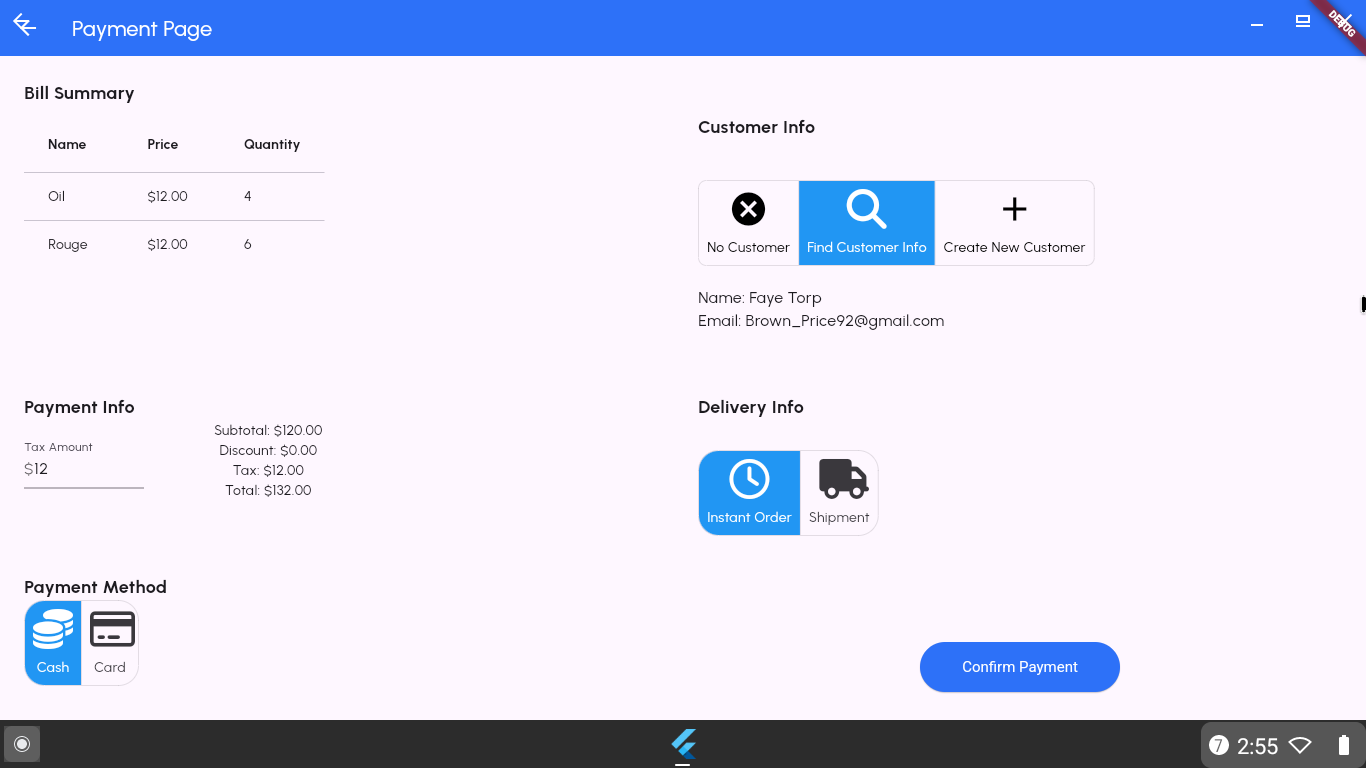 Payment Page
DEBUG
Bill Summary
Name Price Quantity
Oil $12.00 4
Rouge $12.00 6
Customer Info
No Customer Find Customer Info Create New Customer
Name: Faye Torp
Email: Brown_Price92@gmail.com
Payment Info
Tax Amount
$12
Subtotal: $120.00
Discount: $0.00
Tax: $12.00
Total: $132.00
Delivery Info
Instant Order Shipment
Payment Method
Cash Card
Confirm Payment
7 2:55